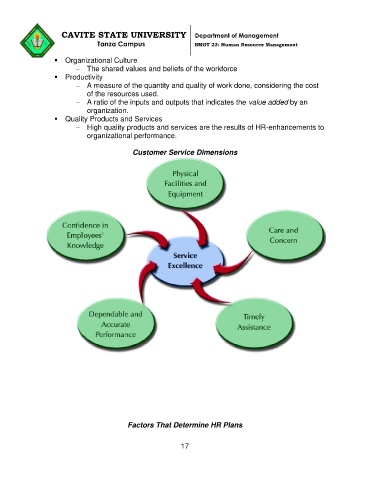 CAVITE STATE UNIVERSITY
Tanza Campus
Department of Management
BMGT 23: Human Resource Management
▪ Organizational Culture
– The shared values and beliefs of the workforce
▪ Productivity
– A measure of the quantity and quality of work done, considering the cost
of the resources used.
– A ratio of the inputs and outputs that indicates the value added by an
organization.
▪ Quality Products and Services
– High quality products and services are the results of HR-enhancements to
organizational performance.
Customer Service Dimensions
Physical
Facilities and
Equipment
Confidence in
Employees'
Knowledge
Care and
Concern
Service
Excellence
Dependable and
Accurate
Performance
Timely
Assistance
Factors That Determine HR Plans
17